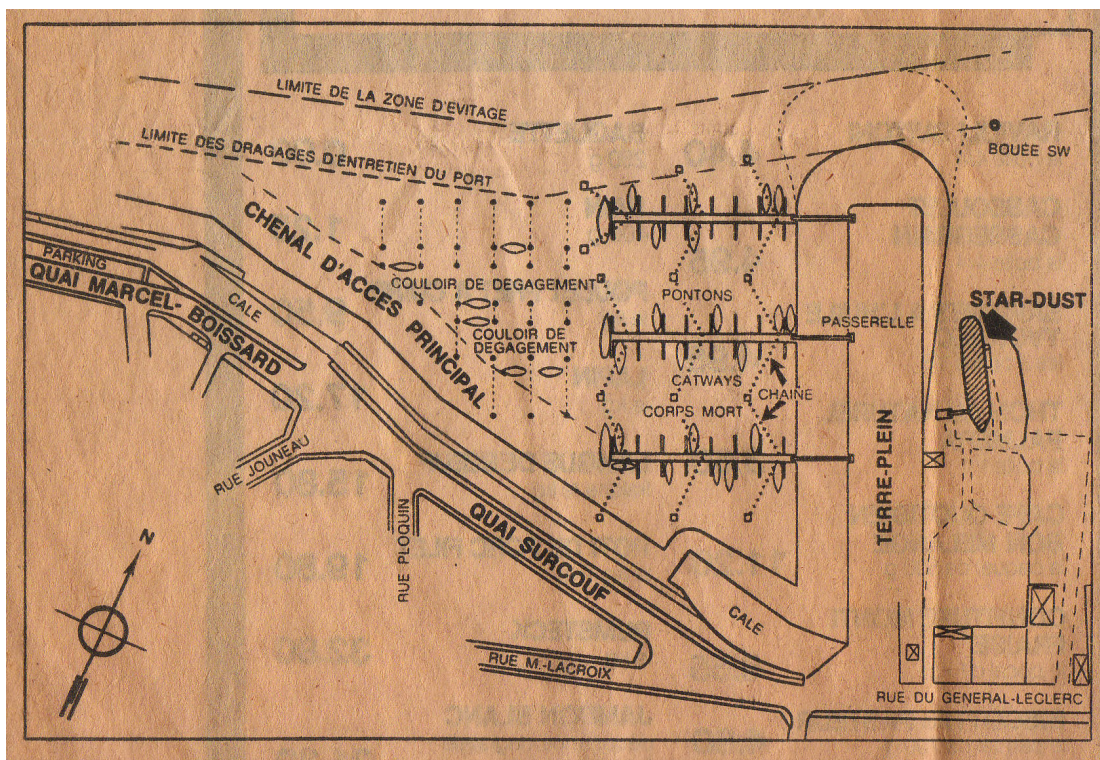 LIMITE DE LA ZONE D'EVITAGE
LIMITE DES DRAGAGES D'ENTRETIEN DU PORT
BOUÉE SW
CHENAL D'ACCES PRINCIPAL
PARKING
QUAI MARCEL-BOISSARD
CALE
COULOIR DE DEGAGEMENT
COULOIR DE
DEGAGEMENT
PONTONS
PASSERELLE
STAR-DUST
CATWAYS
CHAINE
CORPS MORT
RUE JOUNEAU
RUE PLOQUIN
QUAI SURCOUF
TERRE-PLEIN
N
CALE
RUE M.-LACROIX
RUE DU GENERAL-LECLERC